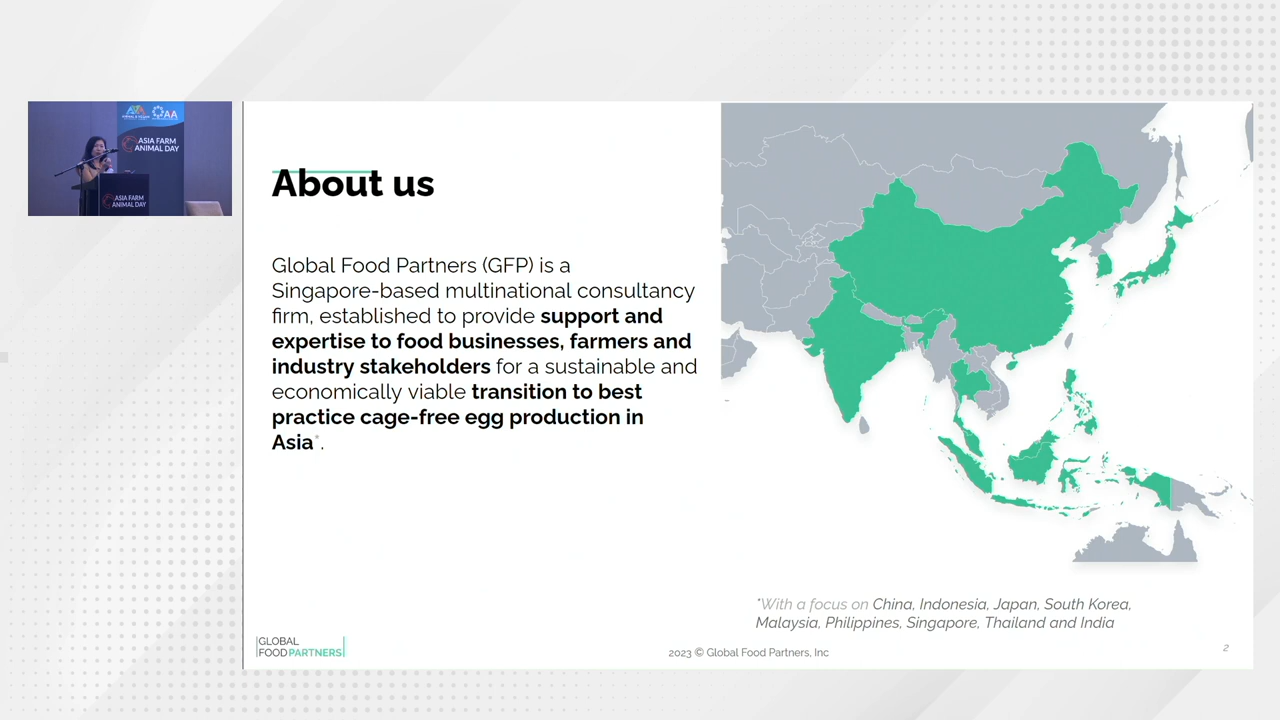 AA
ASIA FARM
ANIMAL DAY
ASIA FARM
ANIMAL DAY
About us
Global Food Partners (GFP) is a
Singapore-based multinational consultancy
firm, established to provide support and
expertise to food businesses, farmers and
industry stakeholders for a sustainable and
economically viable transition to best
practice cage-free egg production in
Asia*.
*With a focus on China, Indonesia, Japan, South Korea,
Malaysia, Philippines, Singapore, Thailand and India
GLOBAL
FOODPARTNERS
2023 © Global Food Partners, Inc
2